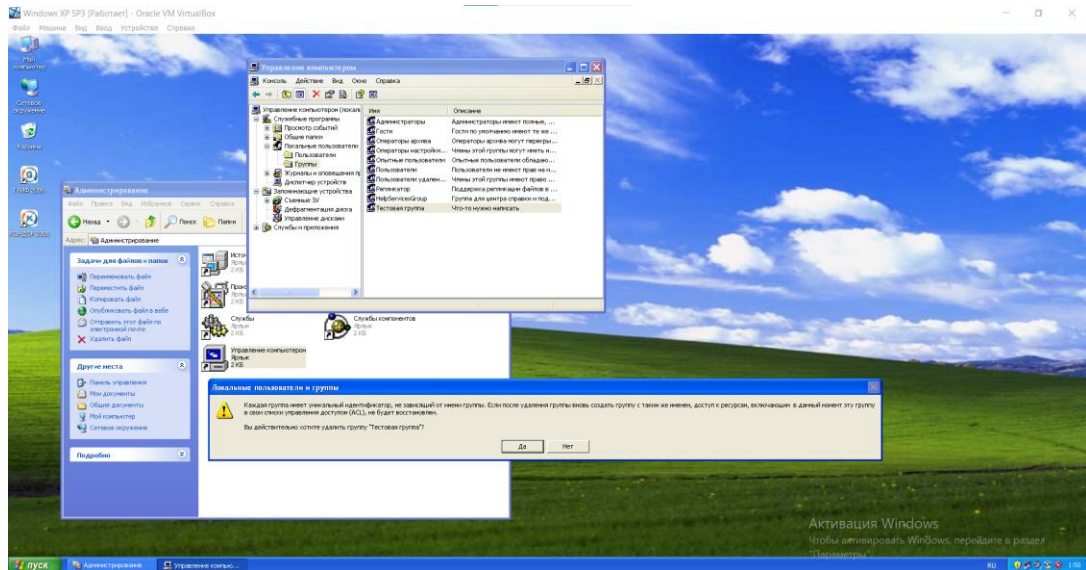 Windows XP SP3 [Работает] - Oracle VM VirtualBox
Файл Машина Вид Ввод Устройства Справка
Мой
компьютер
Сетевое
окружение
Корзина
Управление компьютером
Консоль Действие Вид Окно Справка
Управление компьютером (локал
Служебные программы
Просмотр событий
Общие папки
Локальные пользователи
Пользователи
Группы
Журналы и оповещения п
Диспетчер устройств
Запоминающие устройства
Съемные ЗУ
Дефрагментация диска
Управление дисками
Службы и приложения
Имя Описание
Администраторы Администраторы имеют полные, ...
Гости Гости по умолчанию имеют те же ...
Операторы архива Операторы архива могут перекры...
Операторы настройки... Члены этой группы могут иметь н...
Опытные пользователи Опытные пользователи обладаю...
Пользователи Пользователи не имеют прав на и...
Пользователи удален... Члены этой группы имеют право ...
Репликатор Поддержка репликации файлов в ...
HelpServicesGroup Группа для центра справки и под...
Тестовая группа Что-то нужно написать
Администрирование
Файл Правка Вид Избранное Сервис Справка
Назад Поиск Папки
Адрес: Администрирование
Задачи для файлов и папок
Переименовать файл
Переместить файл
Копировать файл
Опубликовать файл в вебе
Отправить этот файл по
электронной почте
Удалить файл
Другие места
Панель управления
Мои документы
Общие документы
Мой компьютер
Сетевое окружение
Подробно
Службы
Ярлык
2 КБ
Службы компонентов
Ярлык
2 КБ
Управление компьютером
Ярлык
2 КБ
Локальные пользователи и группы
Каждая группа имеет уникальный идентификатор, не зависящий от имени группы. Если после удаления группы вновь создать группу с таким же именем, доступ к ресурсам, включающим в данный момент эту группу
в свои списки управления доступом (ACL), не будет восстановлен.
Вы действительно хотите удалить группу "Тестовая группа"?
Да Нет
Активация Windows
Чтобы активировать Windows, перейдите в раздел
"Параметры".
пуск Администрирование Управление компью... RU 1:50